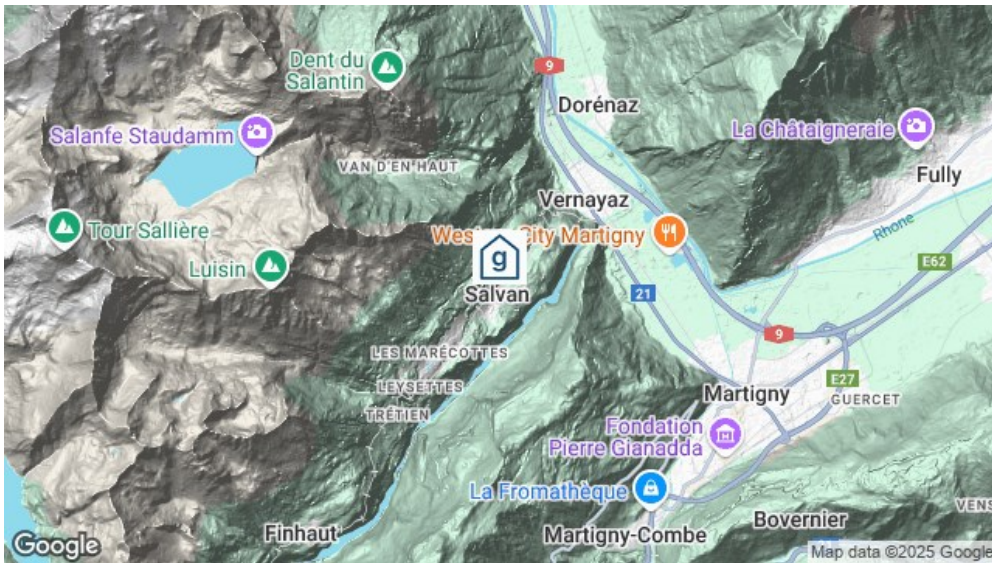 9
Dent du
Salantin
Dorénaz
Salanfe Staudamm
La Châtaigneraie
VAN D'EN HAUT
Fully
Vernayaz
Tour Sallière
City Martigny
Rhone
g
E62
Luisin
Salvan
21
9
LES MARÉCOTTES
E27
LEYSETTES
Martigny
GUERCET
TRÉTIEN
Fondation
Pierre Gianadda
La Fromathèque
Finhaut
Martigny-Combe
Bovernier
VENS
21
Google
Map data ©2025 Google